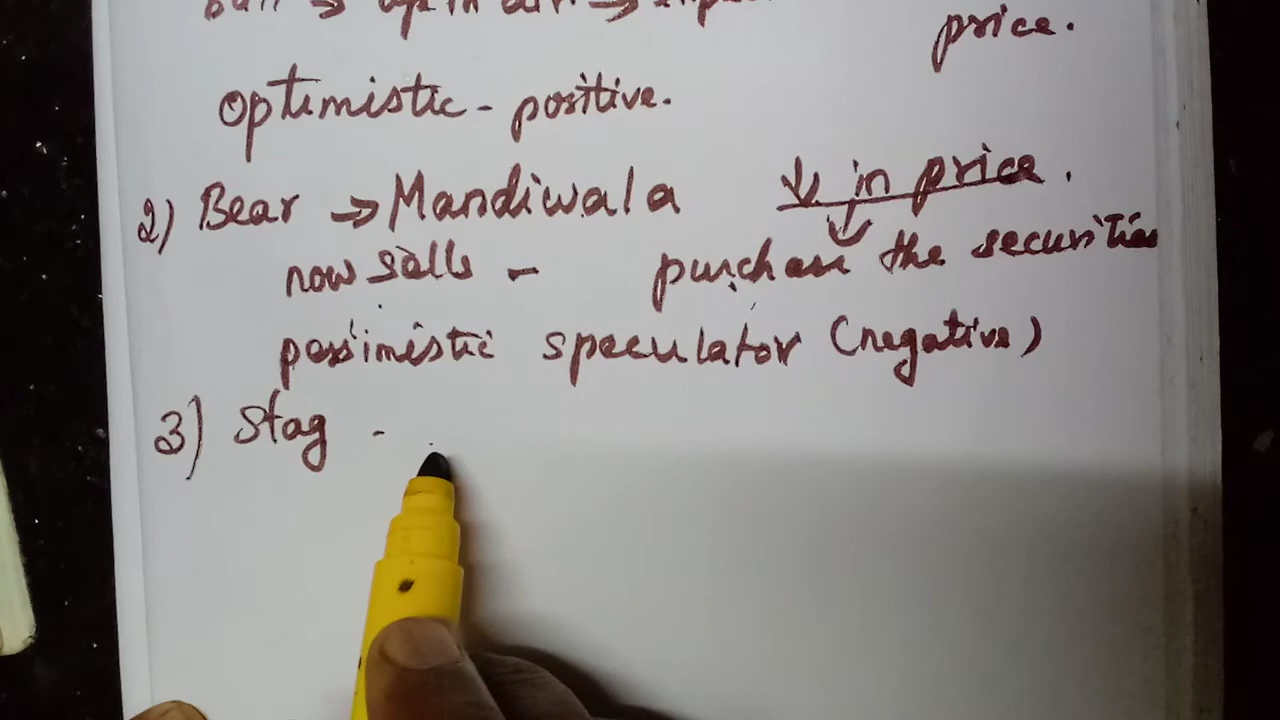 price.
Optimistic - positive.
2) Bear → Mandiwala ↓ in price.
now sells - purchase the securities
pessimistic speculator (negative)
3) Stag -